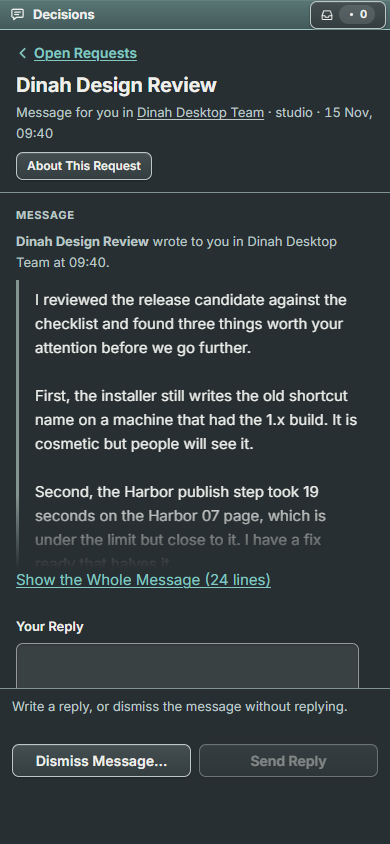 Decisions
• 0
Open Requests
Dinah Design Review
Message for you in Dinah Desktop Team · studio · 15 Nov,
09:40
About This Request
MESSAGE
Dinah Design Review wrote to you in Dinah Desktop
Team at 09:40.
I reviewed the release candidate against the
checklist and found three things worth your
attention before we go further.
First, the installer still writes the old shortcut
name on a machine that had the 1.x build. It is
cosmetic but people will see it.
Second, the Harbor publish step took 19
seconds on the Harbor 07 page, which is
under the limit but close to it. I have a fix
ready that halves it.
Show the Whole Message (24 lines)
Your Reply
Write a reply, or dismiss the message without replying.
Dismiss Message...
Send Reply